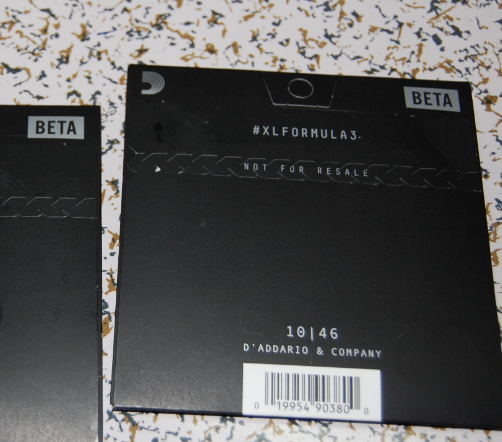 BETA
BETA
#XLFORMULA3.
NOT FOR RESALE
10|46
D'ADDARIO & COMPANY
0 19954 90380 0